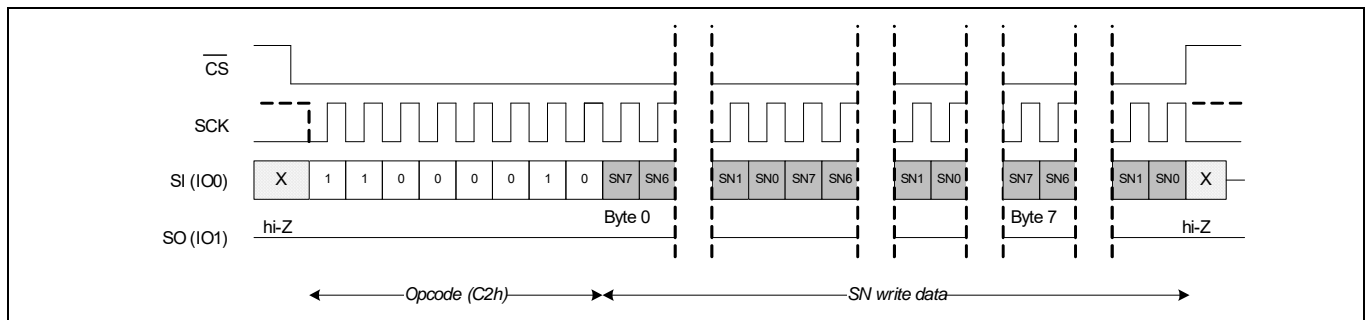 CS
SCK
SI (IO0) X 1 1 0 0 0 0 1 0 SN7 SN6 SN1 SN0 SN7 SN6 SN1 SN0 SN7 SN6 SN1 SN0 X
Byte 0 Byte 7
SO (IO1) hi-Z hi-Z
Opcode (C2h) SN write data